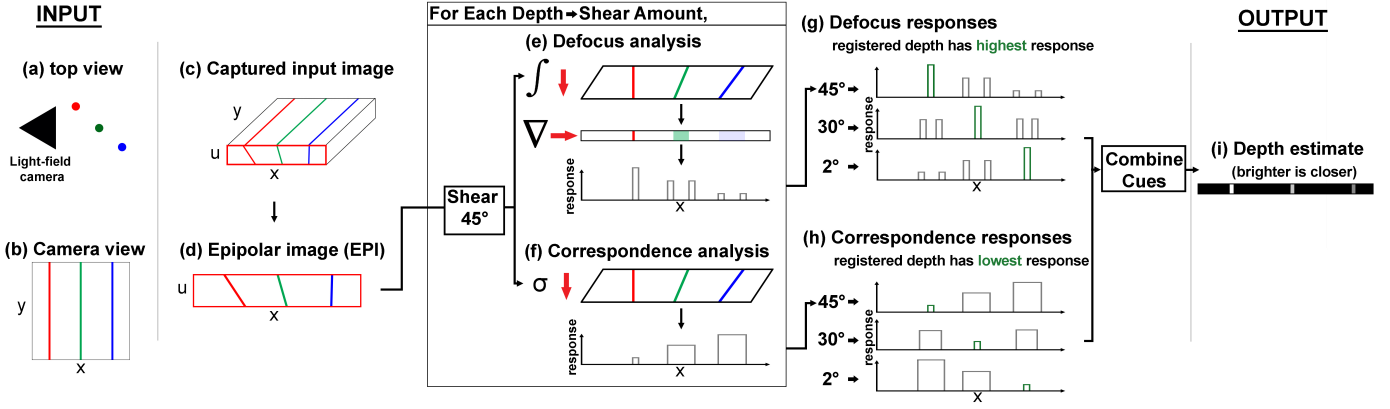 INPUT
(a) top view
Light-field
camera
(b) Camera view
y
x
(c) Captured input image
y
u
x
(d) Epipolar image (EPI)
u
x
For Each Depth→Shear Amount,
Shear
45°
(e) Defocus analysis
∫
∇
response
x
(f) Correspondence analysis
σ
response
x
(g) Defocus responses
registered depth has highest response
45°
30°
2°
response
x
(h) Correspondence responses
registered depth has lowest response
45°
30°
2°
response
x
Combine
Cues
OUTPUT
(i) Depth estimate
(brighter is closer)